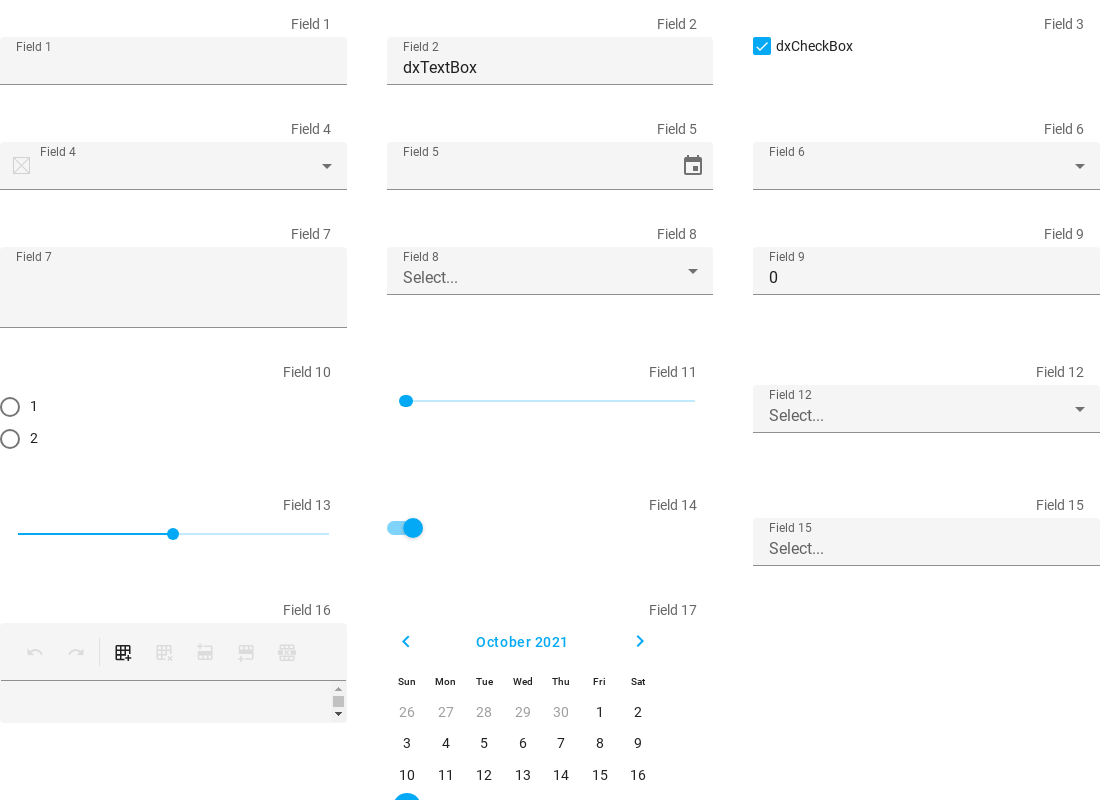 Field 1
Field 2
Field 3
Field 1
Field 2
dxTextBox
dxCheckBox
Field 4
Field 5
Field 6
Field 4
Field 5
Field 6
Field 7
Field 8
Field 9
Field 7
Field 8
Select...
Field 9
0
Field 10
Field 11
Field 12
1
2
Field 12
Select...
Field 13
Field 14
Field 15
Field 15
Select...
Field 16
Field 17
October 2021
Sun Mon Tue Wed Thu Fri Sat
26 27 28 29 30 1 2
3 4 5 6 7 8 9
10 11 12 13 14 15 16